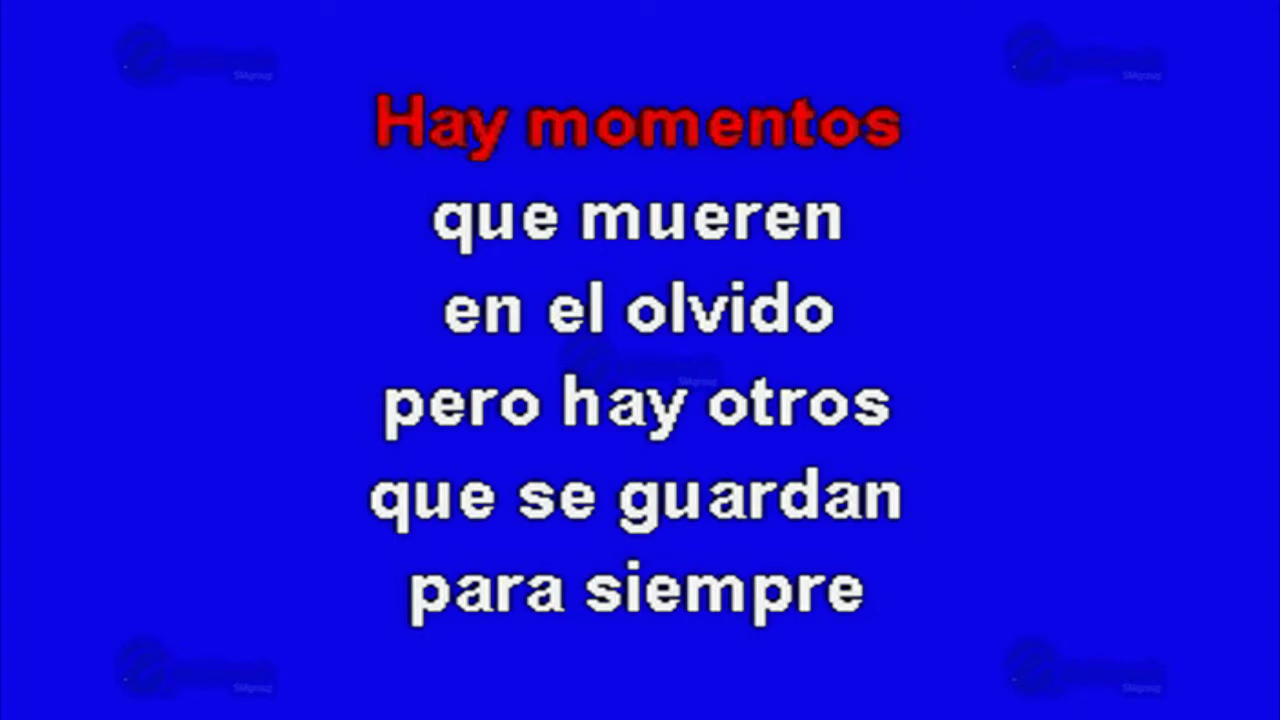 Hay momentos
que mueren
en el olvido
pero hay otros
que se guardan
para siempre